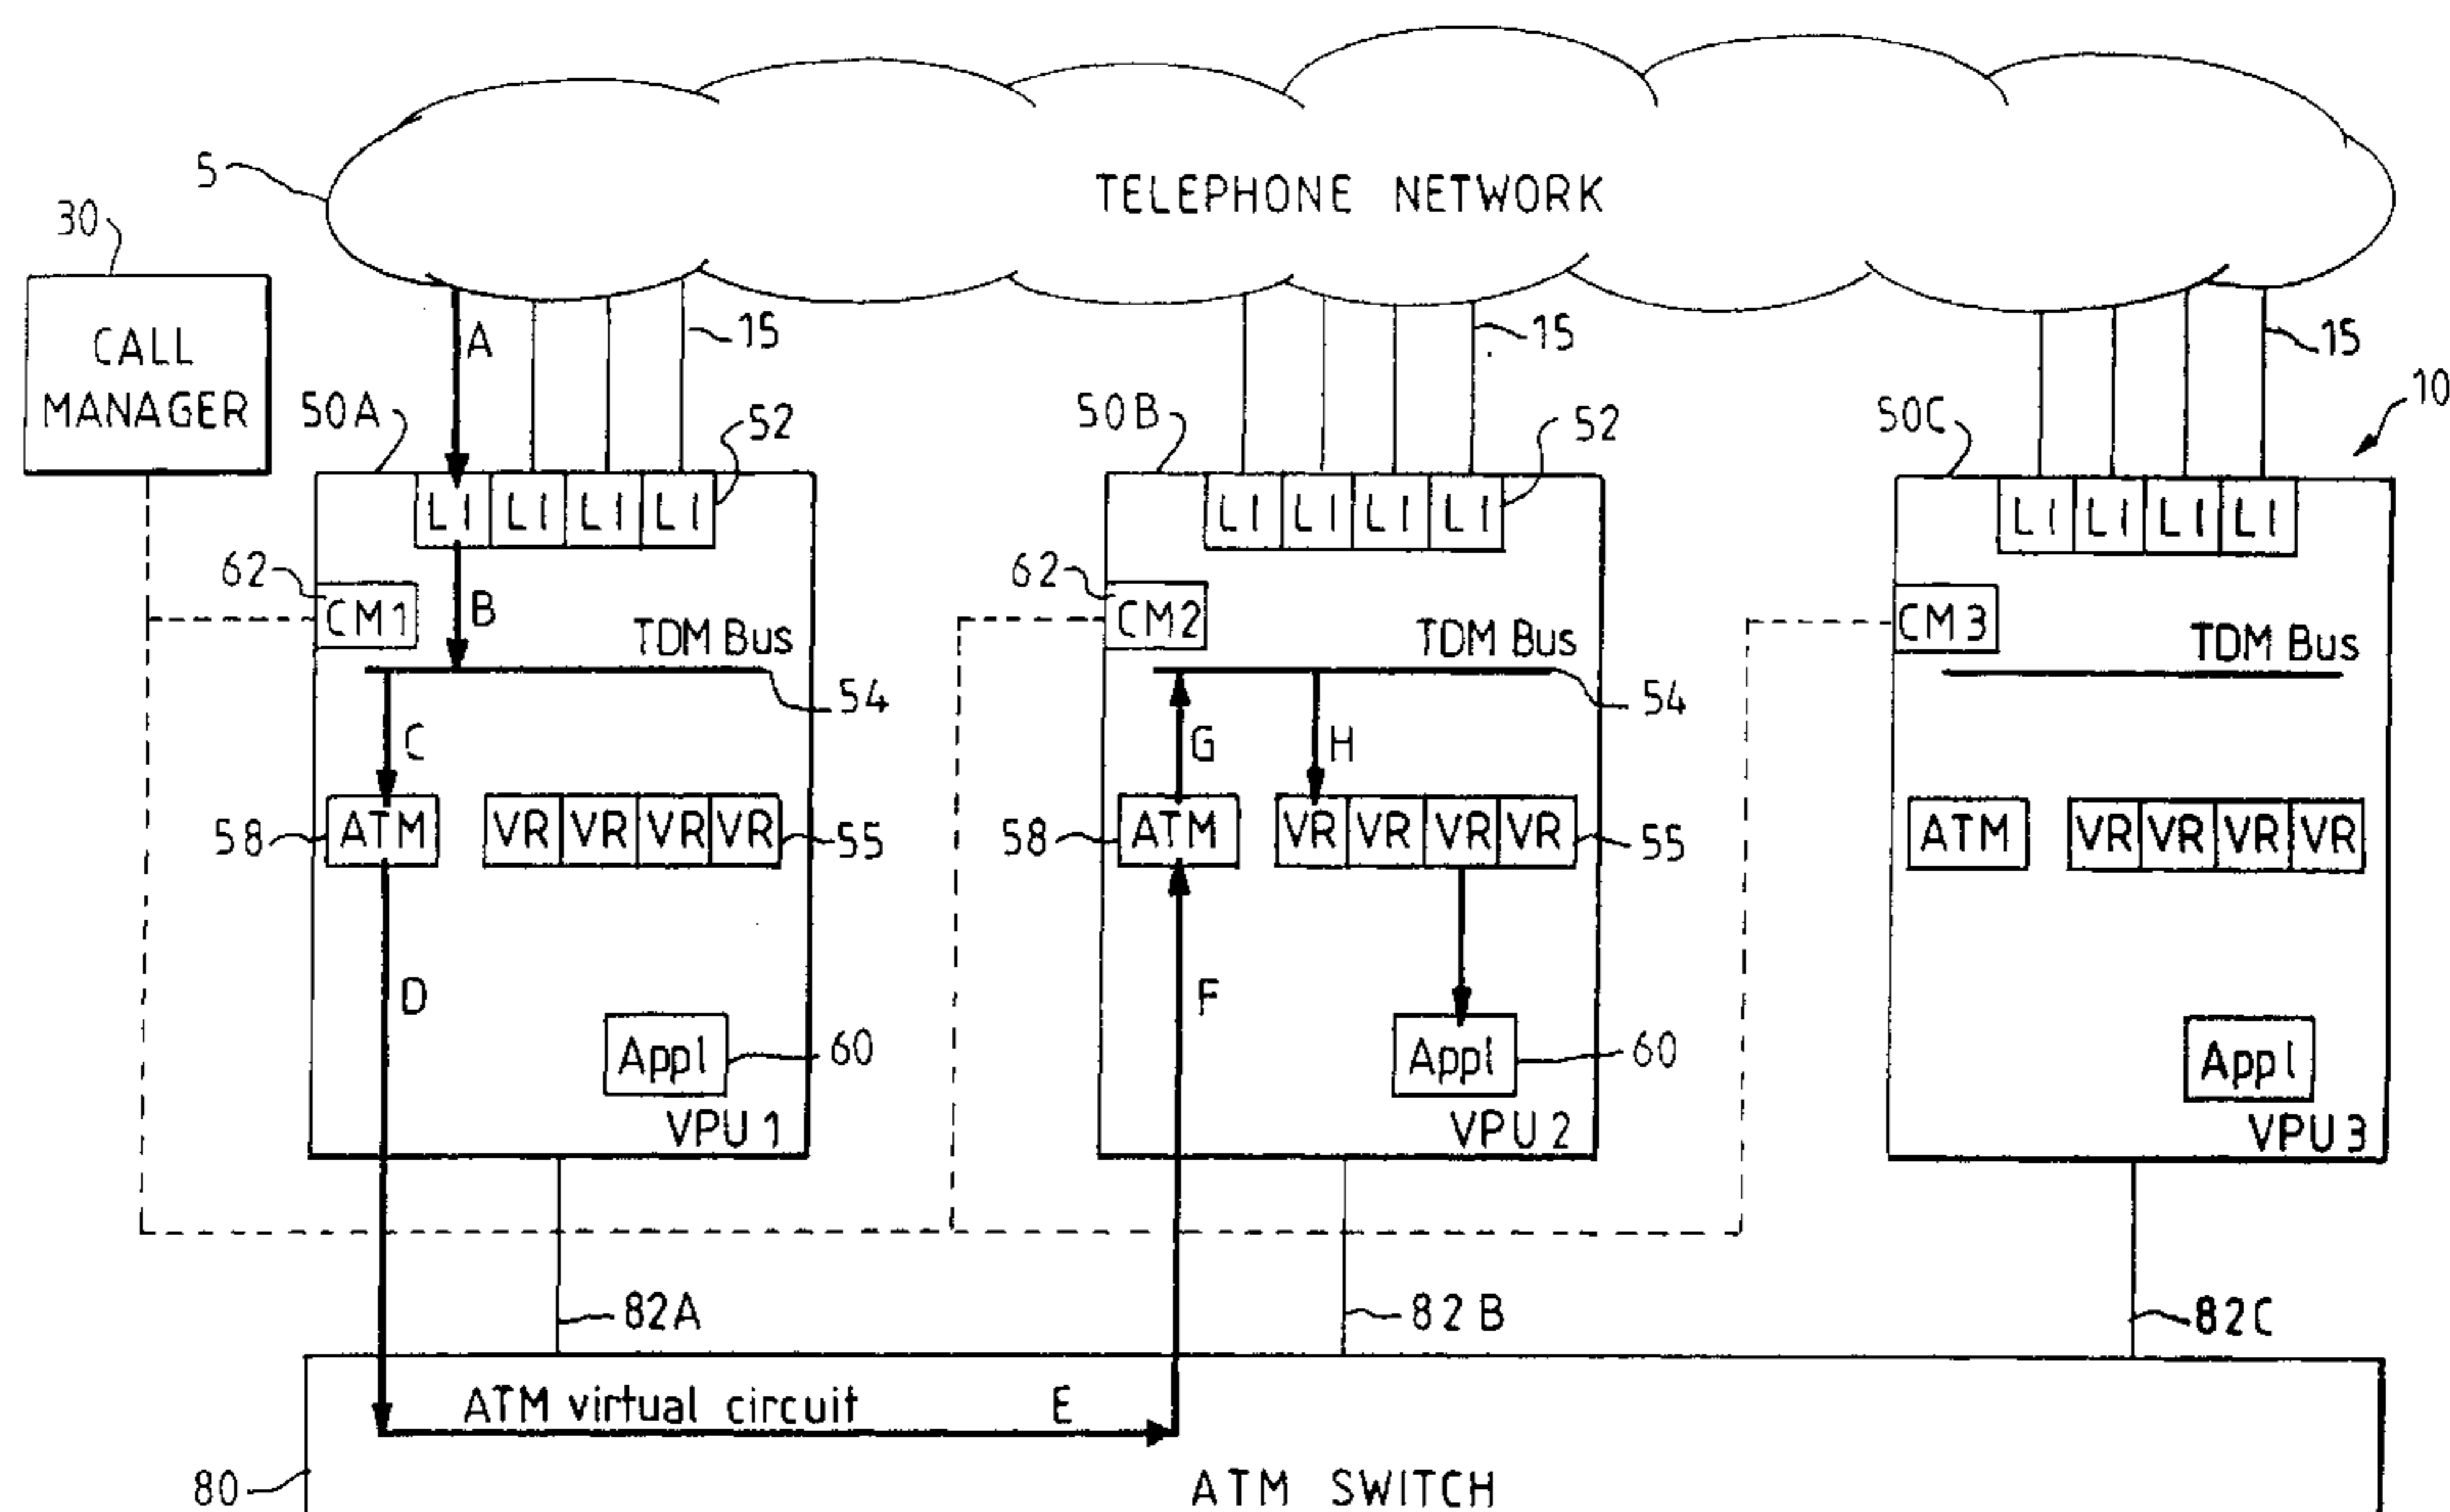 TELEPHONE NETWORK
5
30
CALL
MANAGER
A
15
15
15
10
50A
52
50B
52
50C
LI LI LI LI
LI LI LI LI
LI LI LI LI
62
CM1
B
62
CM2
CM3
TDM Bus
TDM Bus
TDM Bus
54
54
C
G
H
58
ATM
VR VR VR VR
55
58
ATM
VR VR VR VR
55
ATM
VR VR VR VR
D
F
Appl
60
Appl
60
Appl
VPU 1
VPU 2
VPU 3
82A
82B
82C
ATM virtual circuit
E
80
ATM SWITCH